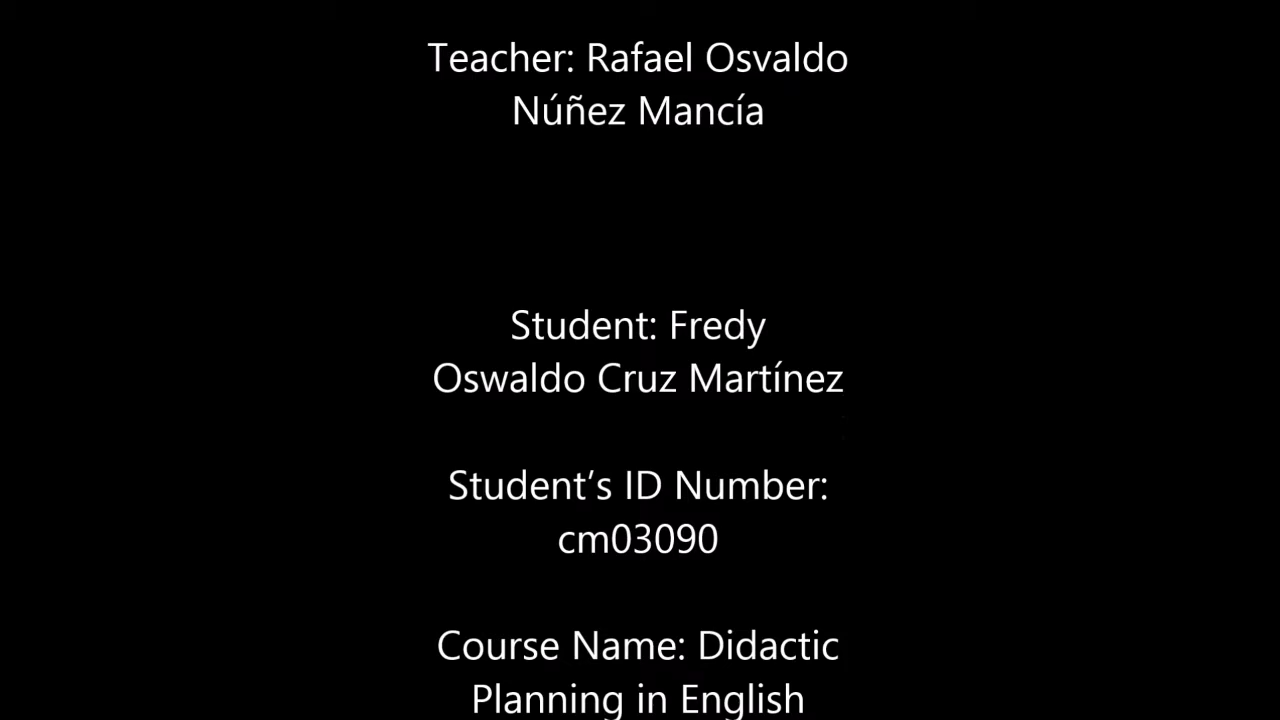 Teacher: Rafael Osvaldo
Núñez Mancía
Student: Fredy
Oswaldo Cruz Martínez
Student’s ID Number:
cm03090
Course Name: Didactic
Planning in English